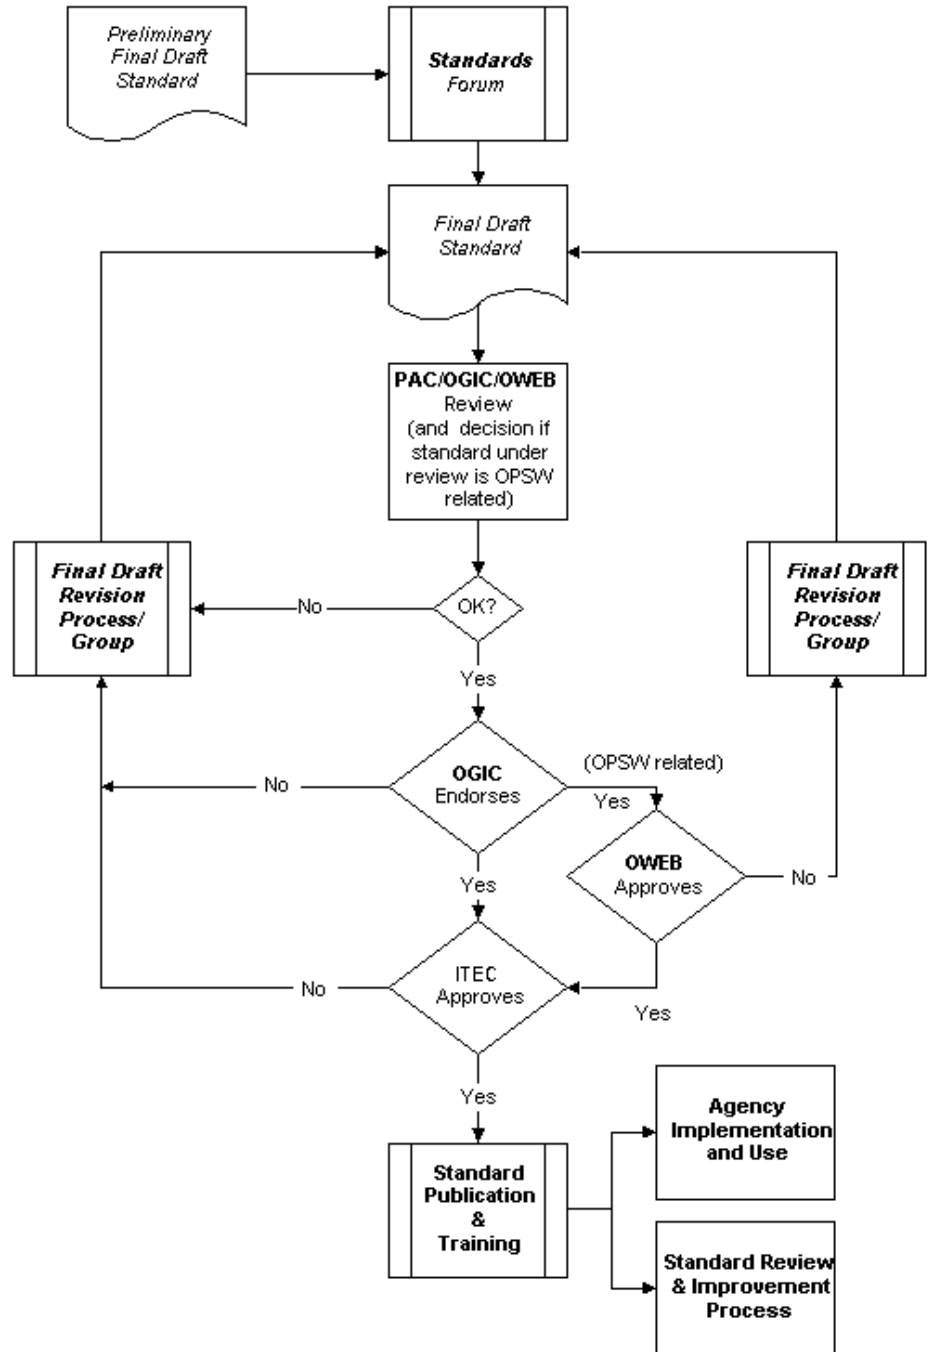 Preliminary
Final Draft
Standard
Standards
Forum
Final Draft
Standard
PAC/OGIC/OWEB
Review
(and decision if
standard under
review is OPSW
related)
Final Draft
Revision
Process/
Group
Final Draft
Revision
Process/
Group
No
OK?
Yes
(OPSW related)
No
OGIC
Endorses
Yes
OWEB
Approves
No
Yes
No
ITEC
Approves
Yes
Yes
Agency
Implementation
and Use
Standard
Publication
&
Training
Standard Review
& Improvement
Process